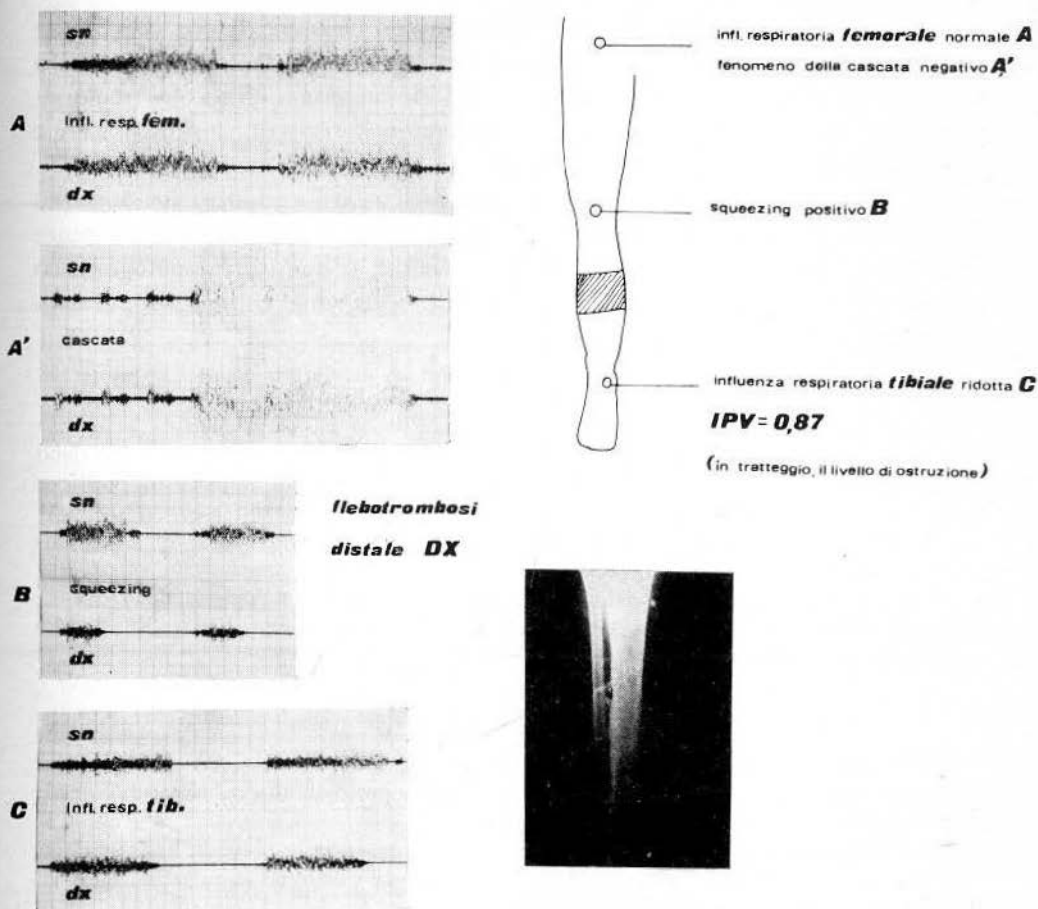 sn
A
Infl. resp. fem.
dx
sn
A'
cascata
dx
sn
B
squeezing
dx
flebotrombosi
distale DX
sn
C
Infl. resp. tib.
dx
infl. respiratoria femorale normale A
fenomeno della cascata negativo A'
squeezing positivo B
influenza respiratoria tibiale ridotta C
IPV = 0,87
(in tratteggio, il livello di ostruzione)